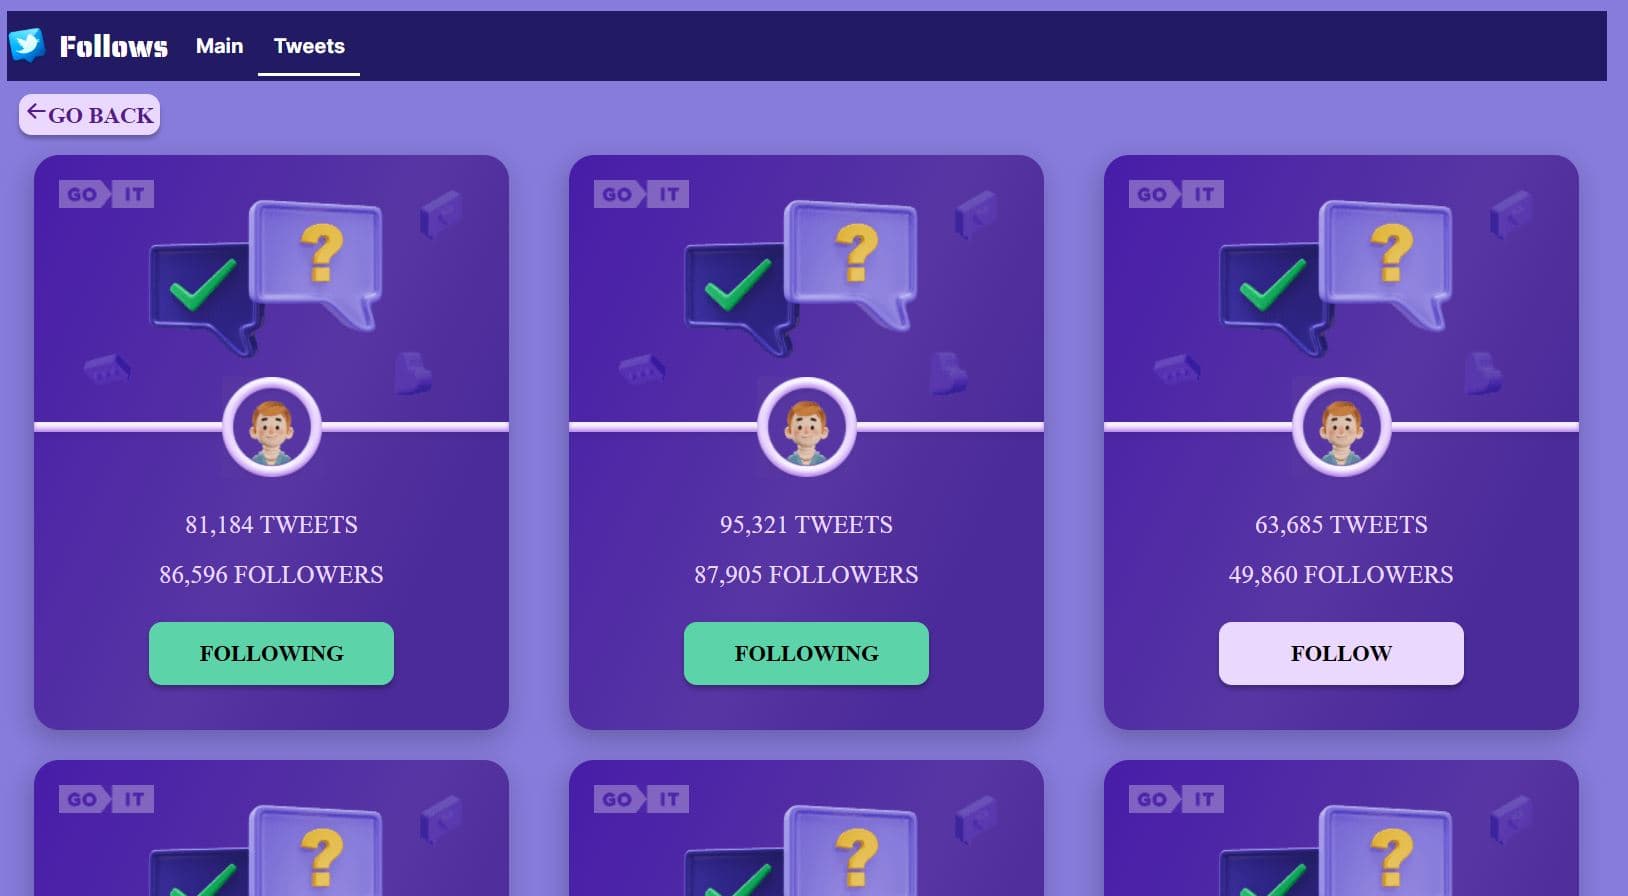 Follows Main Tweets
GO BACK
GO IT
81,184 TWEETS
86,596 FOLLOWERS
FOLLOWING
GO IT
95,321 TWEETS
87,905 FOLLOWERS
FOLLOWING
GO IT
63,685 TWEETS
49,860 FOLLOWERS
FOLLOW
GO IT
GO IT
GO IT